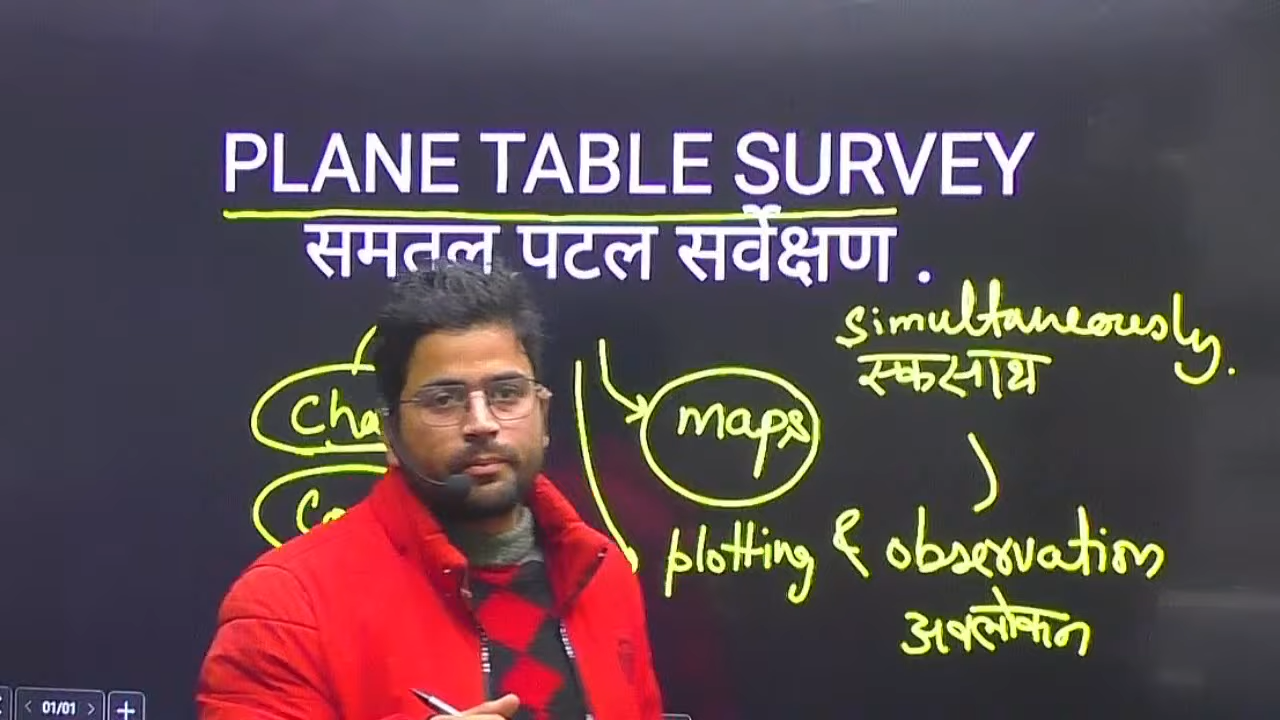 PLANE TABLE SURVEY
समतल पटल सर्वेक्षण .
simultaneously.
एकसाथ
maps
plotting & observation
अवलोकन
01/01